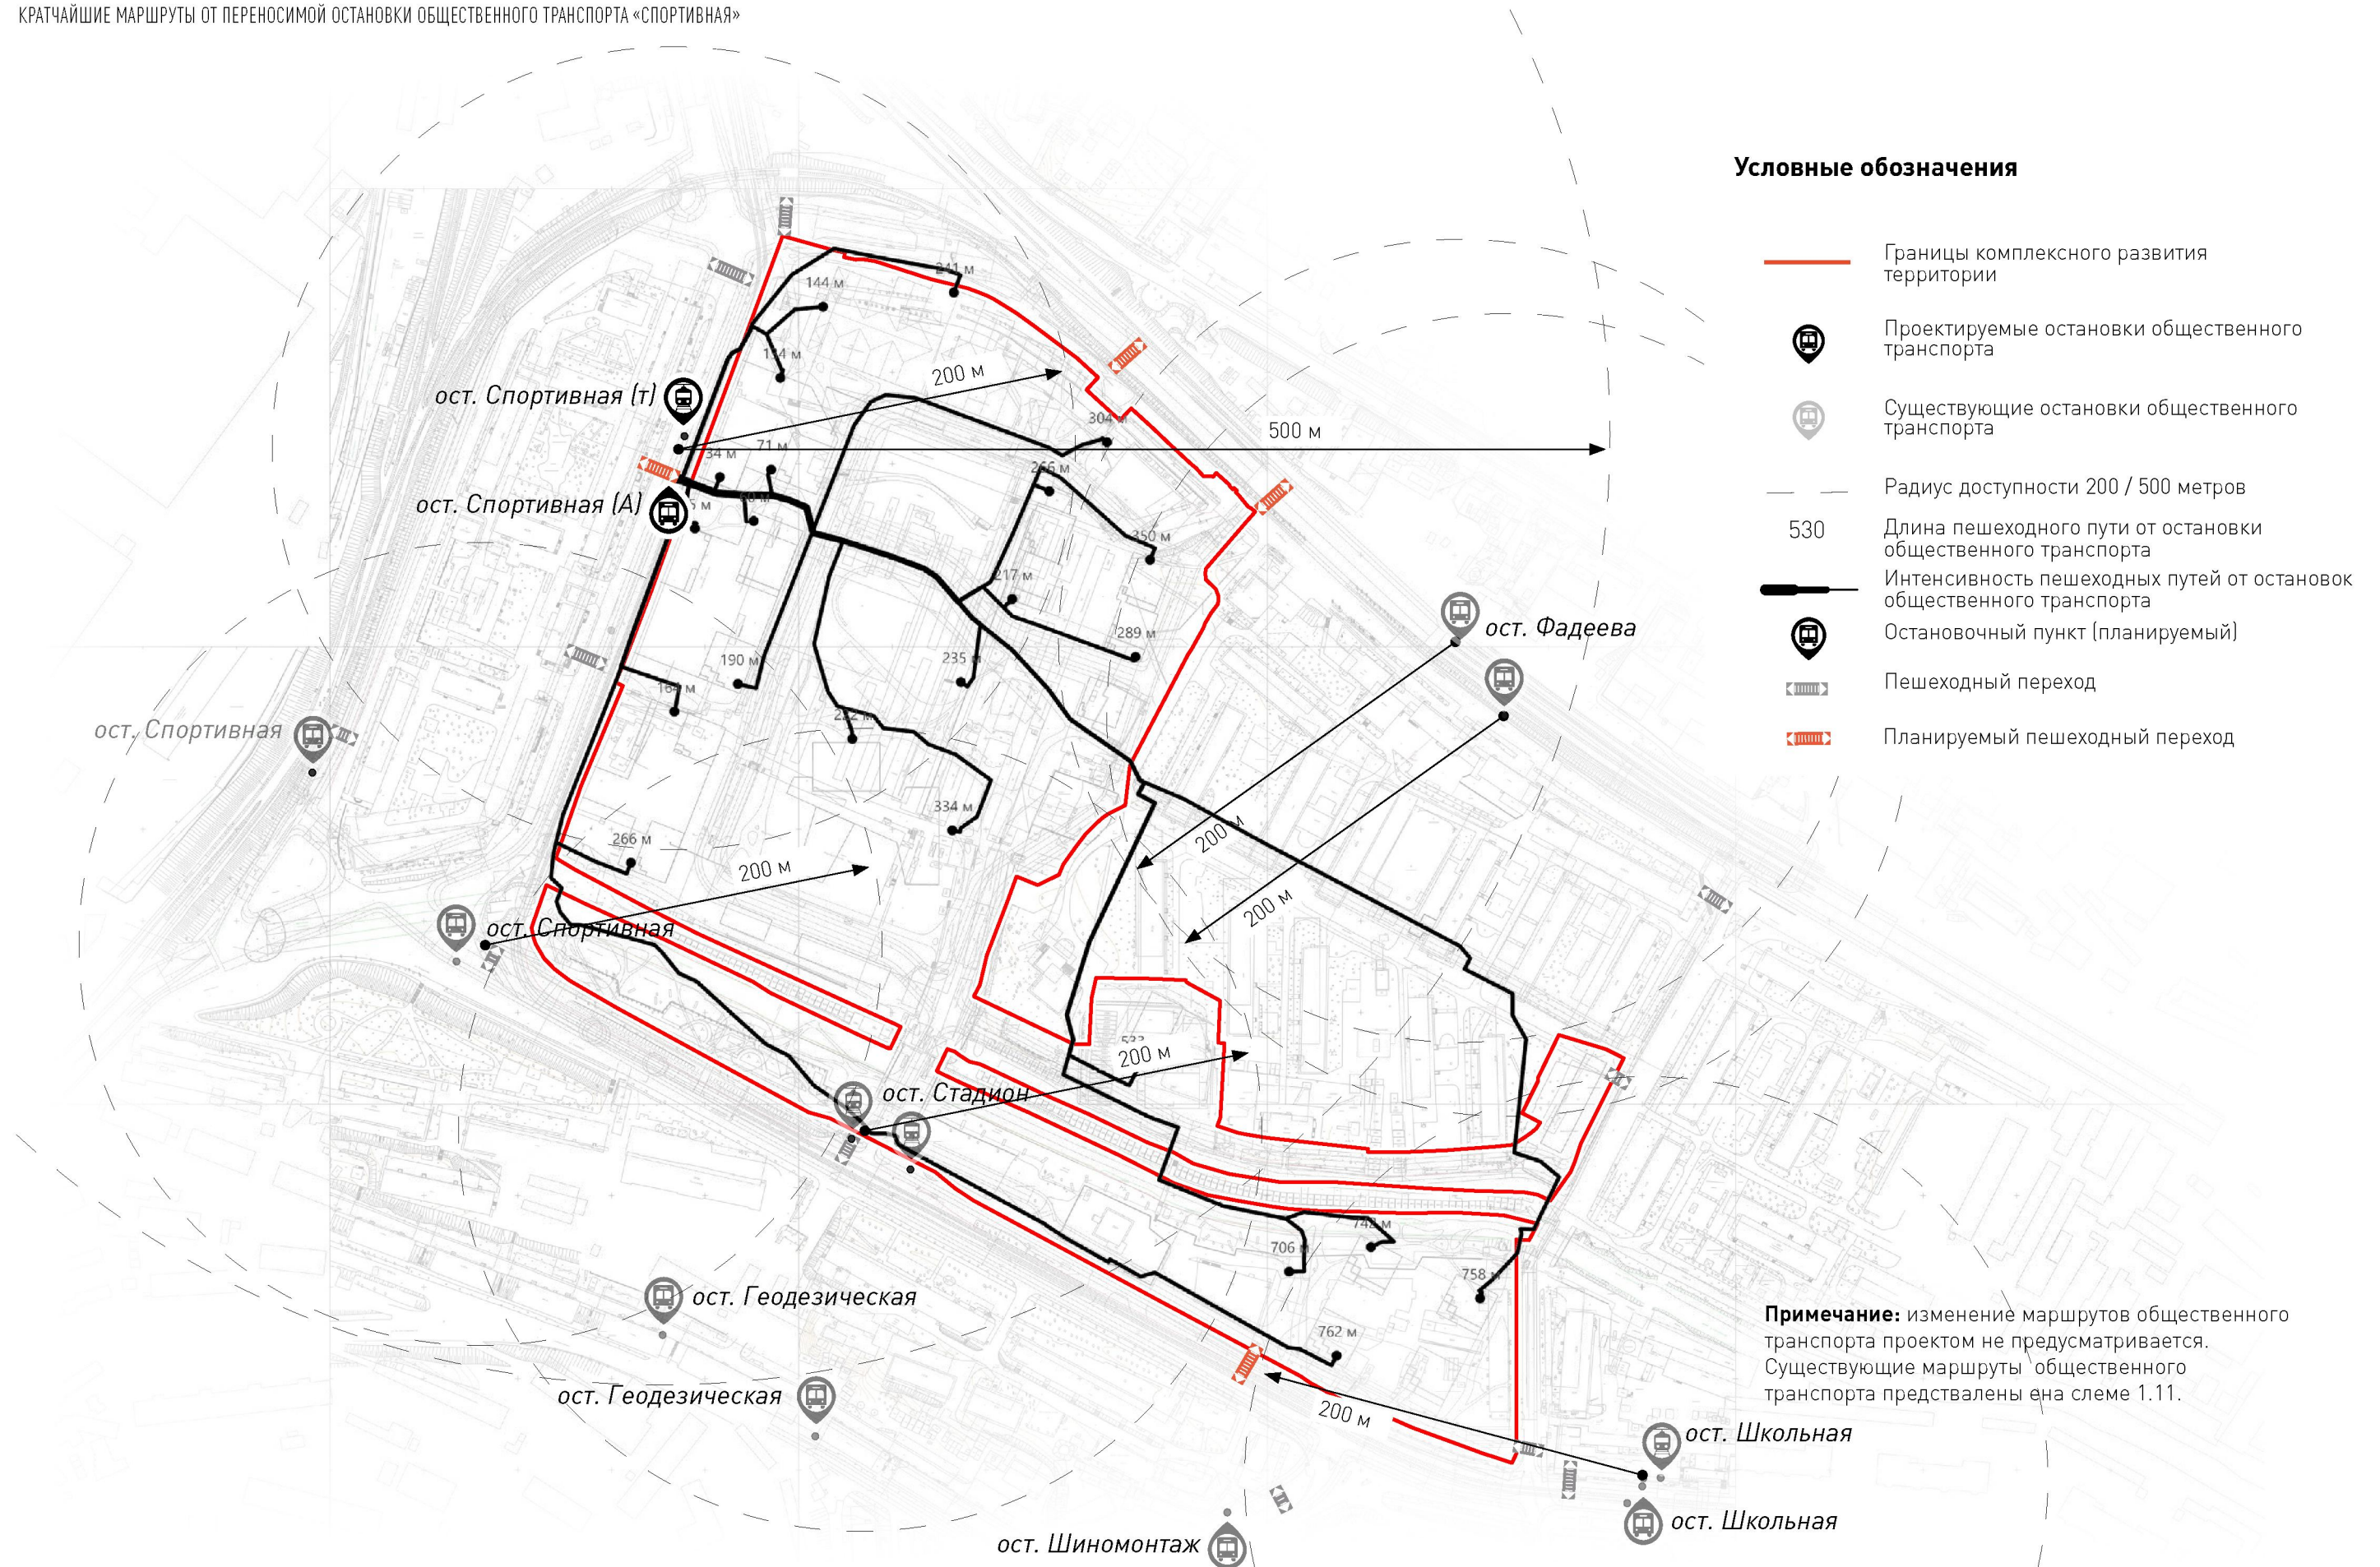 КРАТЧАЙШИЕ МАРШРУТЫ ОТ ПЕРЕНОСИМОЙ ОСТАНОВКИ ОБЩЕСТВЕННОГО ТРАНСПОРТА «СПОРТИВНАЯ»
241 м
144 м
134 м
200 м
ост. Спортивная (т)
304 м
500 м
71 м
34 м
266 м
ост. Спортивная (А)
350 м
217 м
289 м
235 м
190 м
164 м
ост. Фадеева
ост. Спортивная
334 м
200 м
266 м
200 м
200 м
ост. Спортивная
200 м
ост. Стадион
742 м
706 м
758 м
762 м
ост. Геодезическая
ост. Геодезическая
200 м
ост. Школьная
ост. Школьная
ост. Шиномонтаж
Условные обозначения
Границы комплексного развития
территории
Проектируемые остановки общественного
транспорта
Существующие остановки общественного
транспорта
Радиус доступности 200 / 500 метров
530
Длина пешеходного пути от остановки
общественного транспорта
Интенсивность пешеходных путей от остановок
общественного транспорта
Остановочный пункт (планируемый)
Пешеходный переход
Планируемый пешеходный переход
Примечание: изменение маршрутов общественного
транспорта проектом не предусматривается.
Существующие маршруты общественного
транспорта предствалены она слеме 1.11.